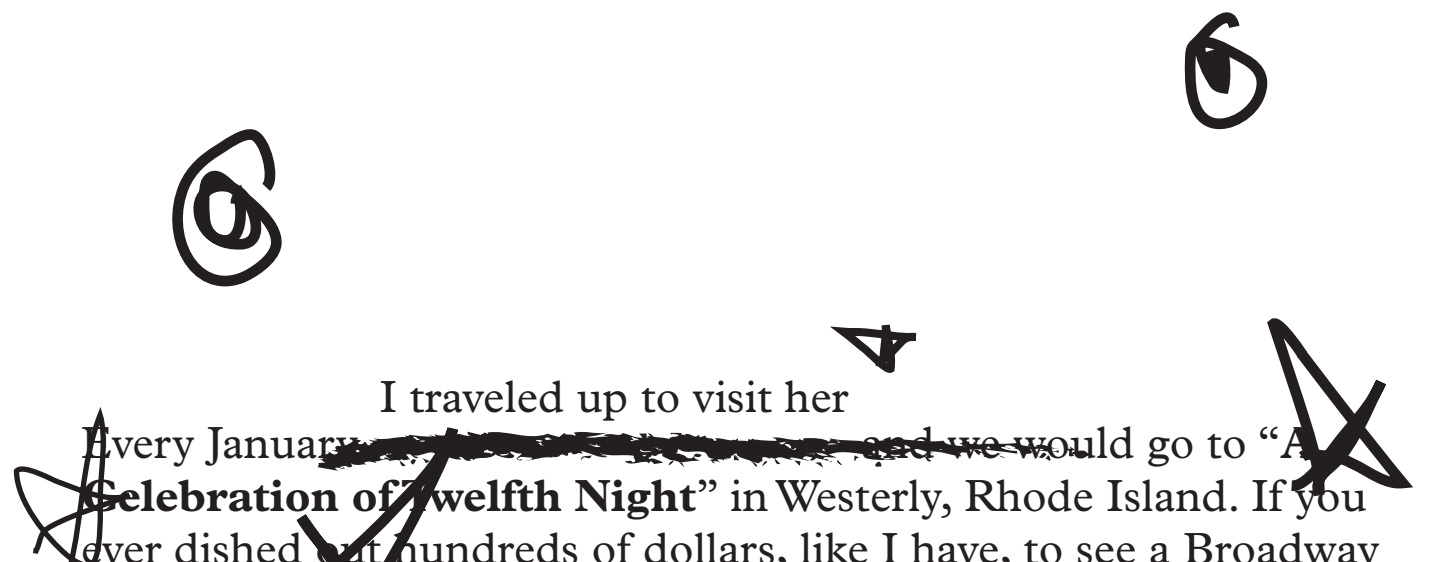 I traveled up to visit her
Every January and we would go to “A
Celebration of Twelfth Night” in Westerly, Rhode Island. If you
ever dished out hundreds of dollars, like I have, to see a Broadway